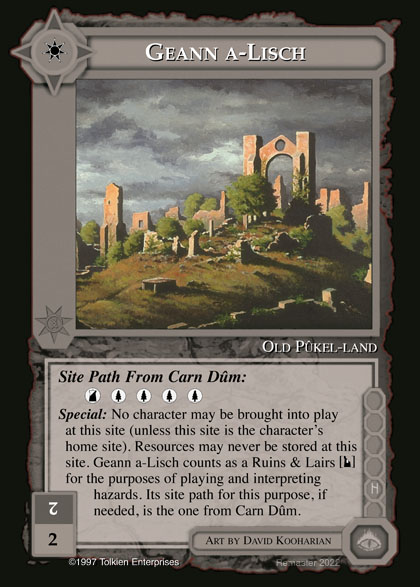 Geann a-Lisch
Old Pûkel-land
Site Path From Carn Dûm:
Special: No character may be brought into play
at this site (unless this site is the character's
home site). Resources may never be stored at this
site. Geann a-Lisch counts as a Ruins & Lairs []
for the purposes of playing and interpreting
hazards. Its site path for this purpose, if
needed, is the one from Carn Dûm.
2
2
H
Art by David Kooharian
©1997 Tolkien Enterprises